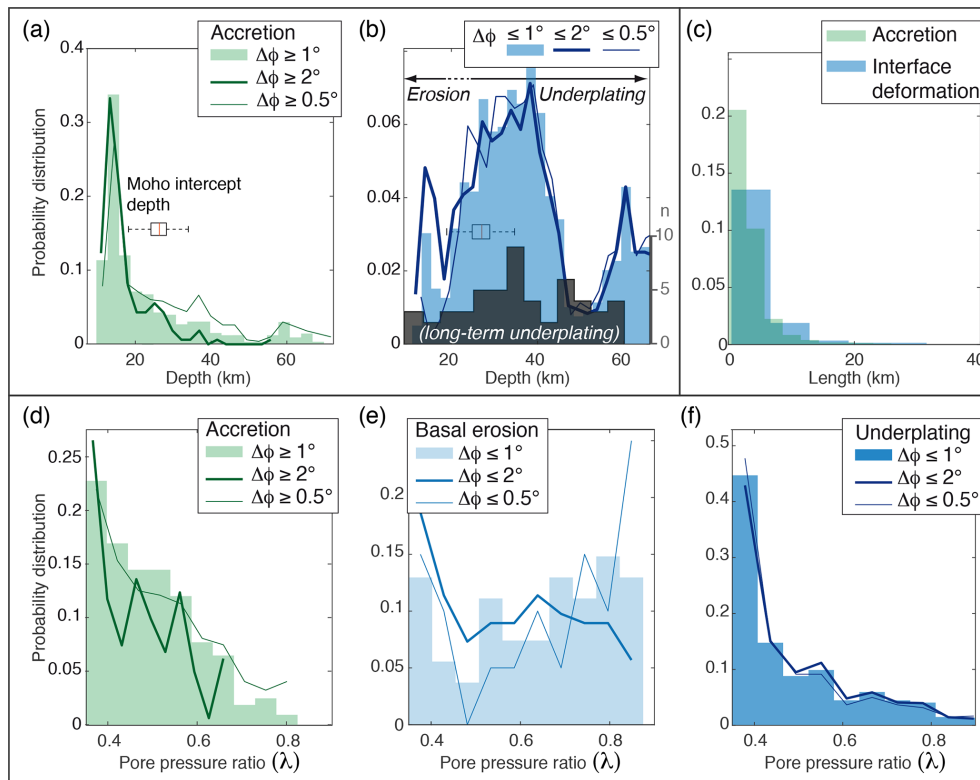 (a)
Accretion
Δϕ ≥ 1°
Δϕ ≥ 2°
Δϕ ≥ 0.5°
Moho intercept
depth
Probability distribution
0.4
0.3
0.2
0.1
0
20 40 60
Depth (km)
(b)
Δϕ ≤ 1° ≤ 2° ≤ 0.5°
Erosion Underplating
0.06
0.04
0.02
0
n
10
5
0
(long-term underplating)
20 40 60
Depth (km)
(c)
Accretion
Interface
deformation
0.2
0.15
0.1
0.05
0
0 20 40
Length (km)
(d)
Accretion
Δϕ ≥ 1°
Δϕ ≥ 2°
Δϕ ≥ 0.5°
Probability distribution
0.25
0.2
0.15
0.1
0.05
0
0.4 0.6 0.8
Pore pressure ratio (λ)
(e)
Basal erosion
Δϕ ≤ 1°
Δϕ ≤ 2°
Δϕ ≤ 0.5°
0.2
0.15
0.1
0.05
0
0.4 0.6 0.8
Pore pressure ratio (λ)
(f)
Underplating
Δϕ ≤ 1°
Δϕ ≤ 2°
Δϕ ≤ 0.5°
0.5
0.4
0.3
0.2
0.1
0
0.4 0.6 0.8
Pore pressure ratio (λ)